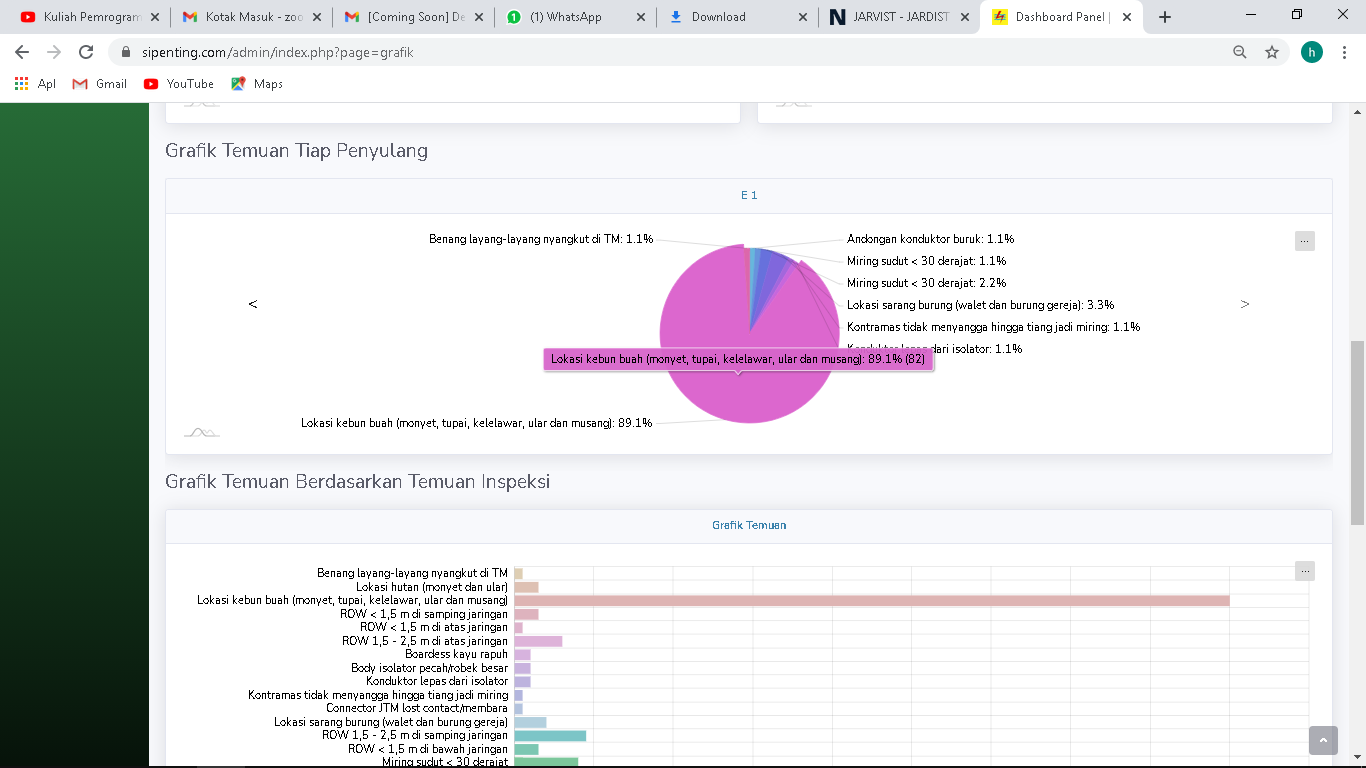 Kuliah Pemrogram
Kotak Masuk - zoo
[Coming Soon] De
(1) WhatsApp
Download
JARVIST - JARDIST
Dashboard Panel |
sipenting.com/admin/index.php?page=grafik
h
Apl
Gmail
YouTube
Maps
Grafik Temuan Tiap Penyulang
E 1
...
Benang layang-layang nyangkut di TM: 1.1%
Andongan konduktor buruk: 1.1%
Miring sudut < 30 derajat: 1.1%
Miring sudut < 30 derajat: 2.2%
<
Lokasi sarang burung (walet dan burung gereja): 3.3%
>
Kontramas tidak menyangga hingga tiang jadi miring: 1.1%
Konduktor lepas dari isolator: 1.1%
Lokasi kebun buah (monyet, tupai, kelelawar, ular dan musang): 89.1% (82)
Lokasi kebun buah (monyet, tupai, kelelawar, ular dan musang): 89.1%
Grafik Temuan Berdasarkan Temuan Inspeksi
Grafik Temuan
...
Benang layang-layang nyangkut di TM
Lokasi hutan (monyet dan ular)
Lokasi kebun buah (monyet, tupai, kelelawar, ular dan musang)
ROW < 1,5 m di samping jaringan
ROW < 1,5 m di atas jaringan
ROW 1,5 - 2,5 m di atas jaringan
Boardess kayu rapuh
Body isolator pecah/robek besar
Konduktor lepas dari isolator
Kontramas tidak menyangga hingga tiang jadi miring
Connector JTM lost contact/membara
Lokasi sarang burung (walet dan burung gereja)
ROW 1,5 - 2,5 m di samping jaringan
ROW < 1,5 m di bawah jaringan
Miring sudut < 30 derajat